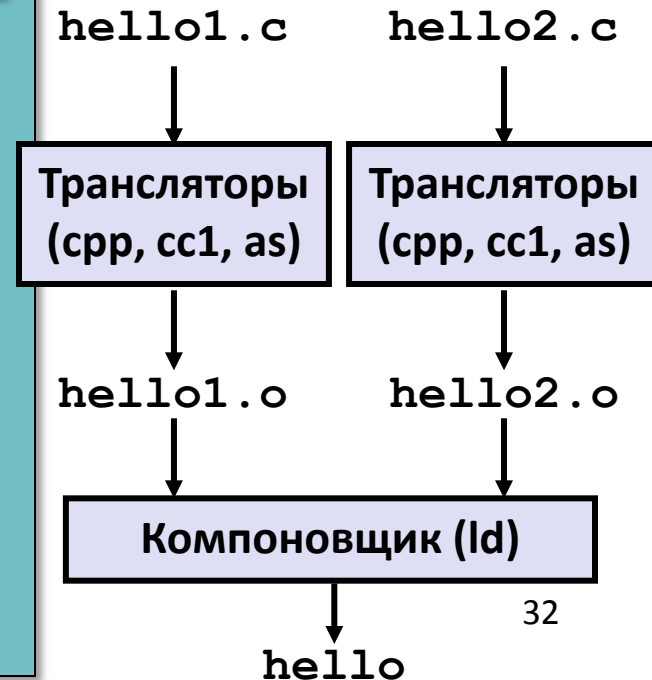 hello1.c hello2.c
Трансляторы Трансляторы
(cpp, cc1, as) (cpp, cc1, as)
hello1.o hello2.o
Компоновщик (ld)
32
hello